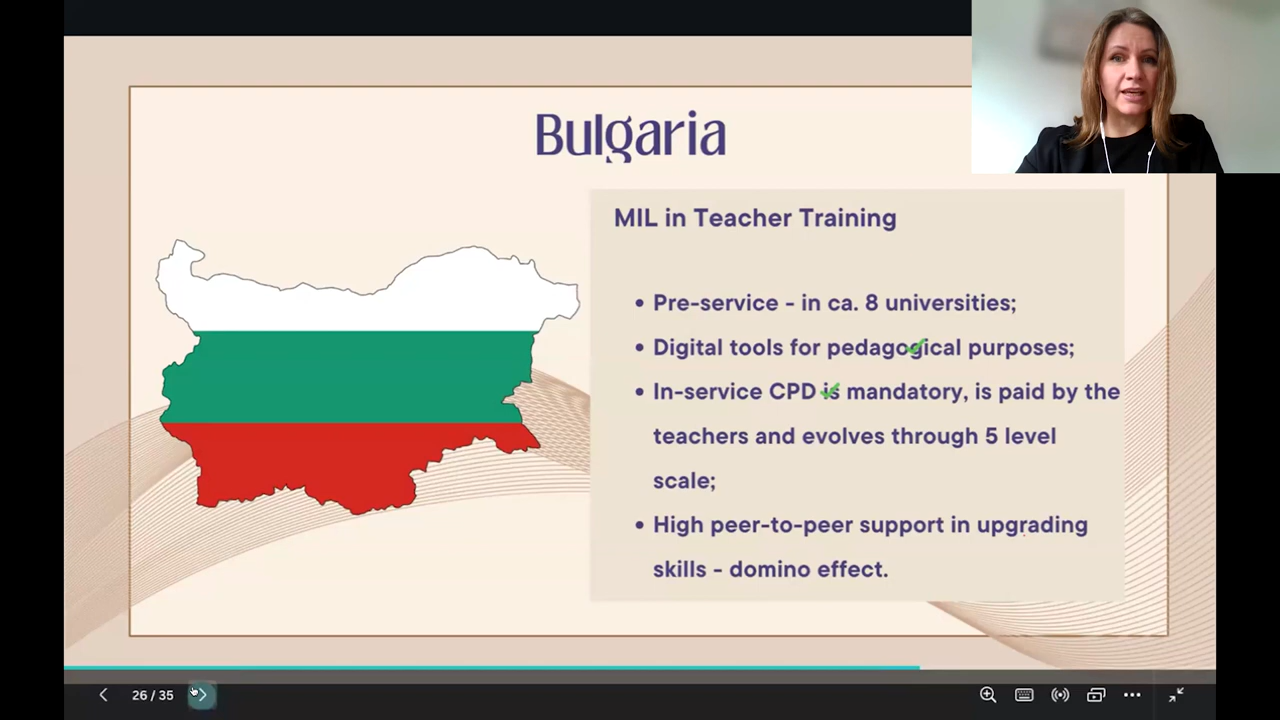 Bulgaria
MIL in Teacher Training
• Pre-service - in ca. 8 universities;
• Digital tools for pedagogical purposes;
• In-service CPD is mandatory, is paid by the
teachers and evolves through 5 level
scale;
• High peer-to-peer support in upgrading
skills - domino effect.
26 / 35